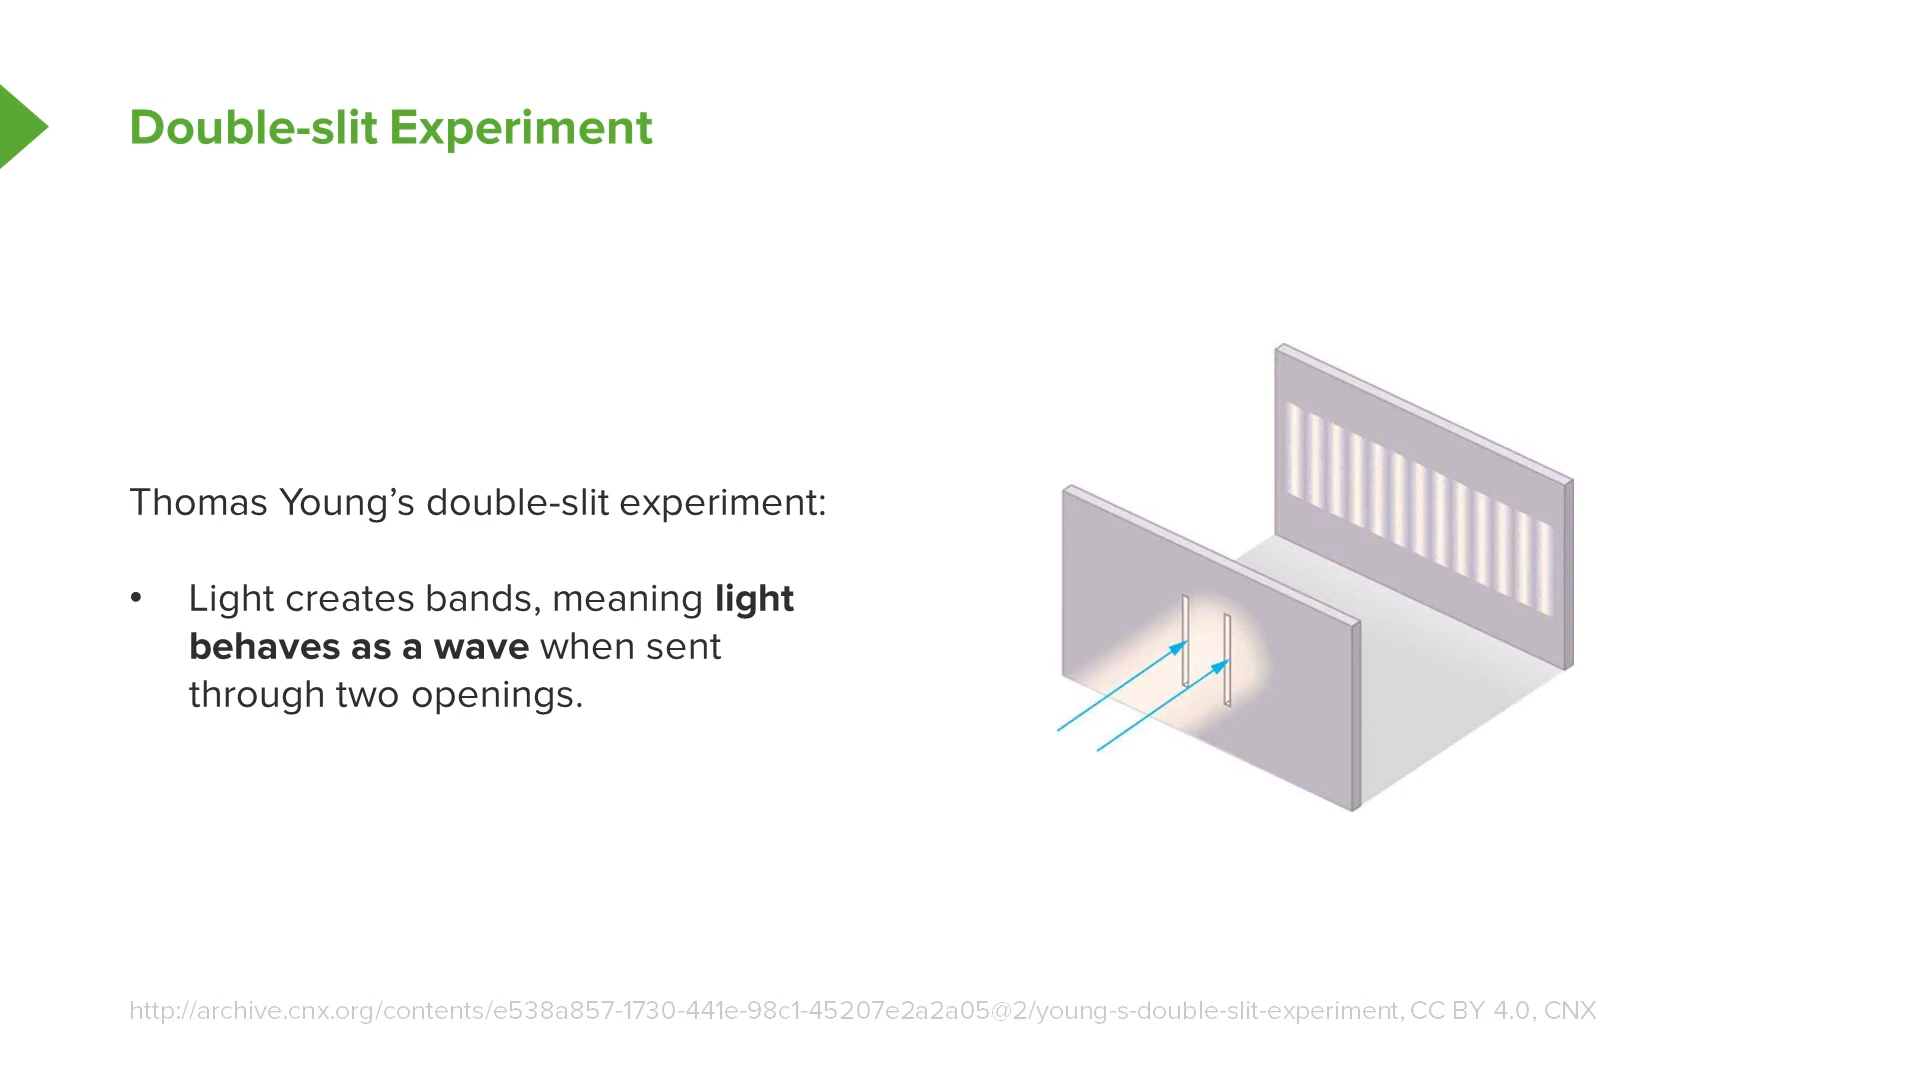 Double-slit Experiment
Thomas Young’s double-slit experiment:
• Light creates bands, meaning light
behaves as a wave when sent
through two openings.
http://archive.cnx.org/contents/e538a857-1730-441e-98c1-45207e2a2a05@2/young-s-double-slit-experiment, CC BY 4.0, CNX